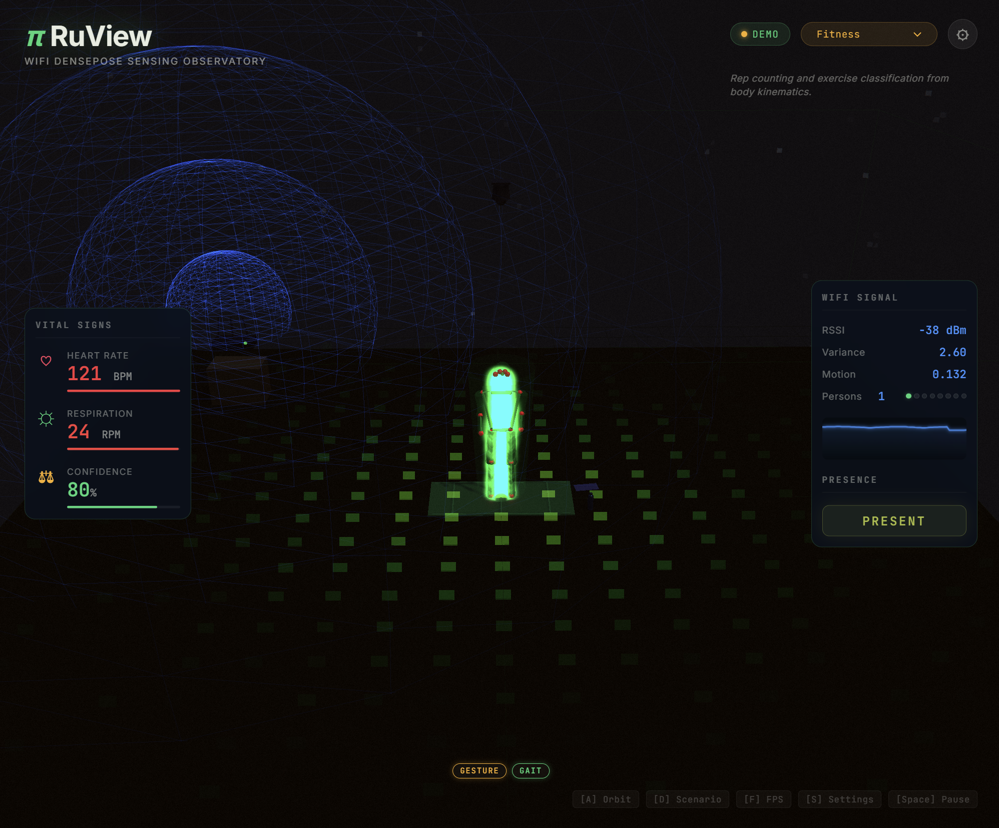 π RuView
WIFI DENSEPOSE SENSING OBSERVATORY
DEMO
Fitness
Rep counting and exercise classification from
body kinematics.
VITAL SIGNS
HEART RATE
121 BPM
RESPIRATION
24 RPM
CONFIDENCE
80%
WIFI SIGNAL
RSSI -38 dBm
Variance 2.60
Motion 0.132
Persons 1
PRESENCE
PRESENT
GESTURE GAIT
[A] Orbit [D] Scenario [F] FPS [S] Settings [Space] Pause